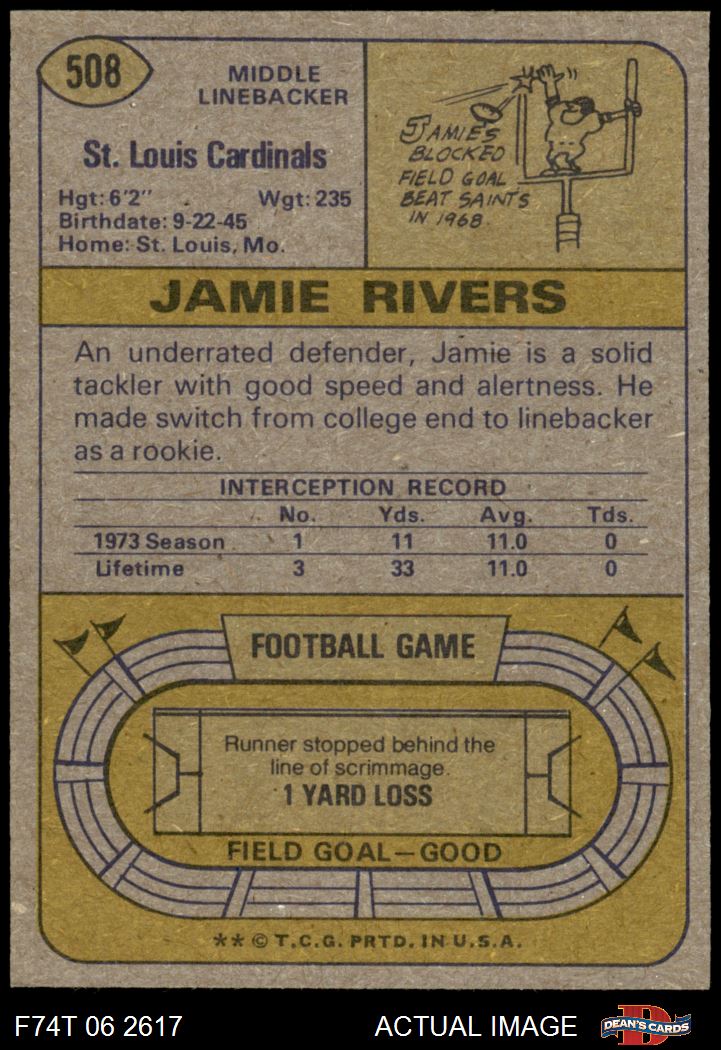 508
MIDDLE
LINEBACKER
St. Louis Cardinals
Hgt: 6'2" Wgt: 235
Birthdate: 9-22-45
Home: St. Louis, Mo.
JAMIE'S
BLOCKED
FIELD GOAL
BEAT SAINTS
IN 1968.
JAMIE RIVERS
An underrated defender, Jamie is a solid
tackler with good speed and alertness. He
made switch from college end to linebacker
as a rookie.
INTERCEPTION RECORD
No. Yds. Avg. Tds.
1973 Season 1 11 11.0 0
Lifetime 3 33 11.0 0
FOOTBALL GAME
Runner stopped behind the
line of scrimmage.
1 YARD LOSS
FIELD GOAL—GOOD
** © T.C.G. PRTD. IN U.S.A.
F74T 06 2617 ACTUAL IMAGE
D
DEAN'S CARDS